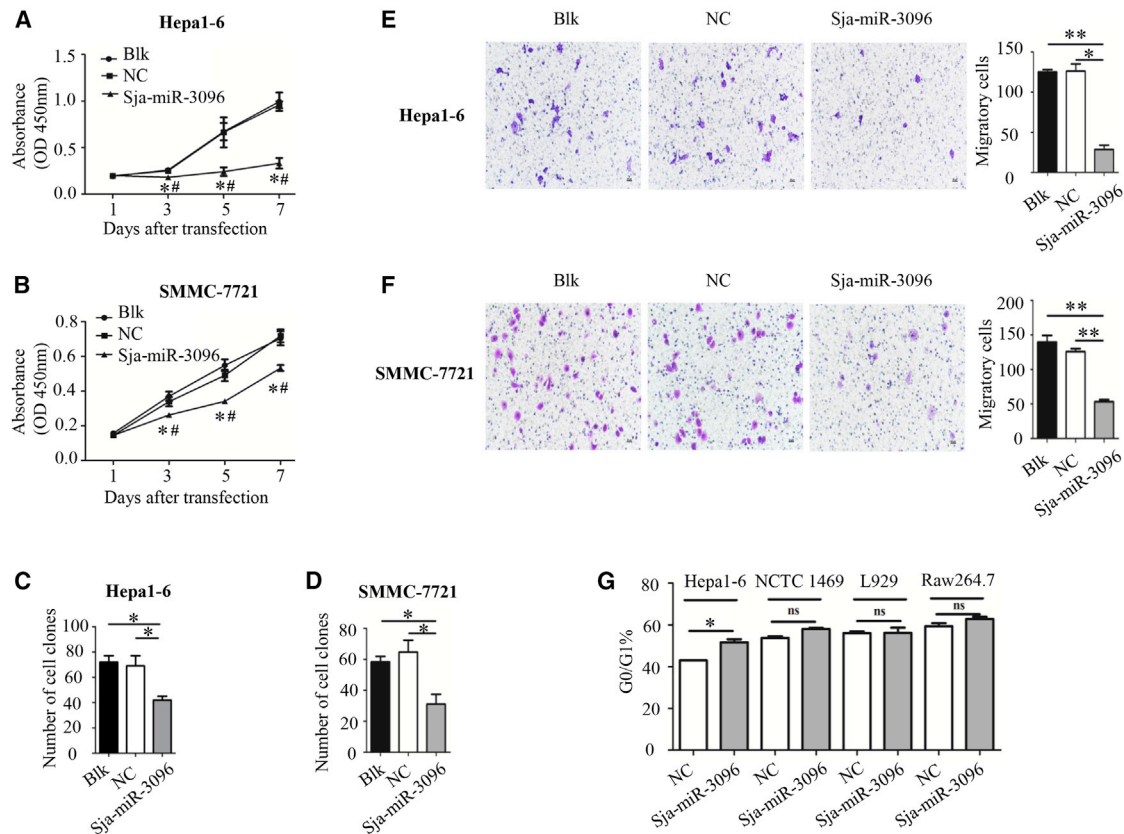 A
Hepa1-6
Blk
NC
Sja-miR-3096
1.5
1.0
0.5
0.0
Absorbance
(OD 450nm)
*#
*#
*#
1 3 5 7
Days after transfection
B
SMMC-7721
Blk
NC
Sja-miR-3096
0.8
0.6
0.4
0.2
0.0
Absorbance
(OD 450nm)
*#
*#
*#
1 3 5 7
Days after transfection
C
Hepa1-6
*
*
100
80
60
40
20
0
Number of cell clones
Blk
NC
Sja-miR-3096
D
SMMC-7721
*
*
80
60
40
20
0
Number of cell clones
Blk
NC
Sja-miR-3096
E
Blk NC Sja-miR-3096
Hepa1-6
**
*
150
100
50
0
Migratory cells
Blk
NC
Sja-miR-3096
F
Blk NC Sja-miR-3096
SMMC-7721
**
**
200
150
100
50
0
Migratory cells
Blk
NC
Sja-miR-3096
G
Hepa1-6 NCTC 1469 L929 Raw264.7
* ns ns ns
80
60
40
20
0
G0/G1%
NC
Sja-miR-3096
NC
Sja-miR-3096
NC
Sja-miR-3096
NC
Sja-miR-3096